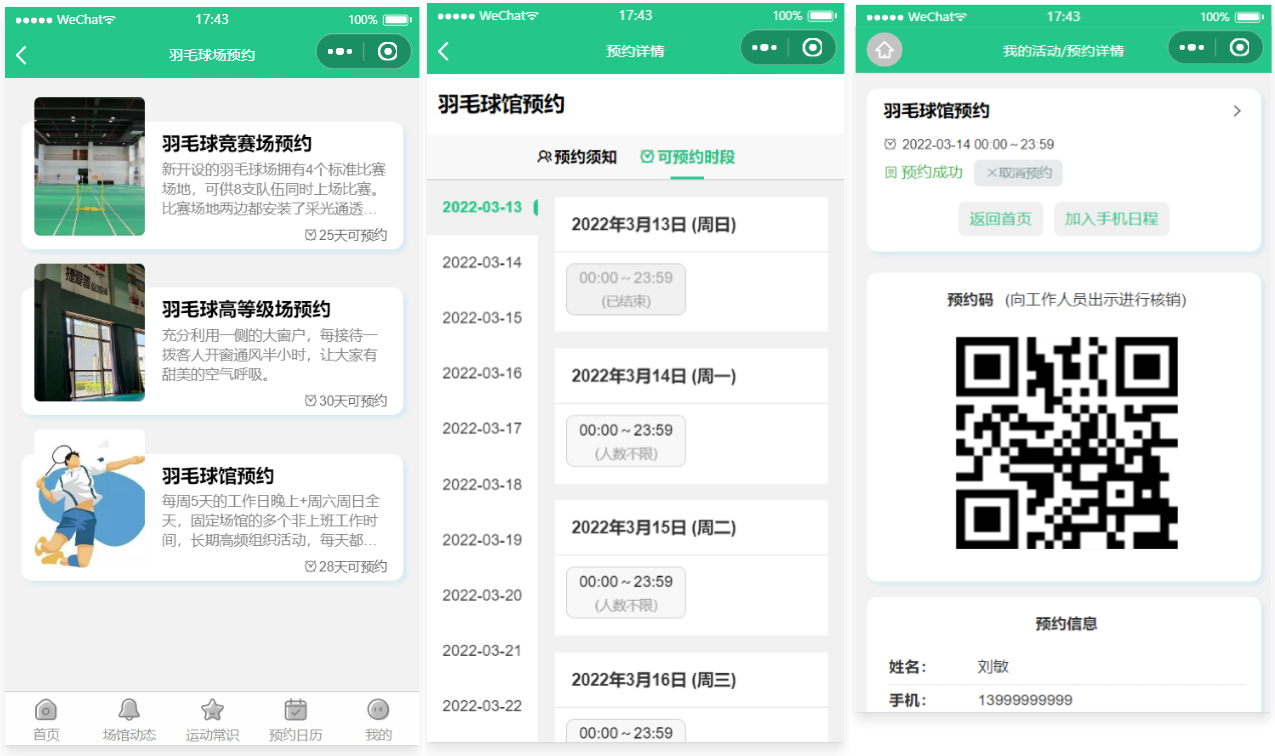 WeChat
17:43
100%
羽毛球场预约
羽毛球竞赛场预约
新开设的羽毛球场拥有4个标准比赛
场地，可供8支队伍同时上场比赛。
比赛场地两边都安装了采光通透...
25天可预约
羽毛球高等级场预约
充分利用一侧的大窗户，每接待一
拨客人开窗通风半小时，让大家有
甜美的空气呼吸。
30天可预约
羽毛球馆预约
每周5天的工作日晚上+周六周日全
天，固定场馆的多个非上班工作时
间，长期高频组织活动，每天都...
28天可预约
首页
场馆动态
运动常识
预约日历
我的
WeChat
17:43
100%
预约详情
羽毛球馆预约
预约须知
可预约时段
2022-03-13
2022-03-14
2022-03-15
2022-03-16
2022-03-17
2022-03-18
2022-03-19
2022-03-20
2022-03-21
2022-03-22
2022年3月13日 (周日)
00:00～23:59
(已结束)
2022年3月14日 (周一)
00:00～23:59
(人数不限)
2022年3月15日 (周二)
00:00～23:59
(人数不限)
2022年3月16日 (周三)
00:00～23:59
WeChat
17:43
100%
我的活动/预约详情
羽毛球馆预约
2022-03-14 00:00～23:59
预约成功
×取消预约
返回首页
加入手机日程
预约码 (向工作人员出示进行核销)
预约信息
姓名：
刘敏
手机：
13999999999